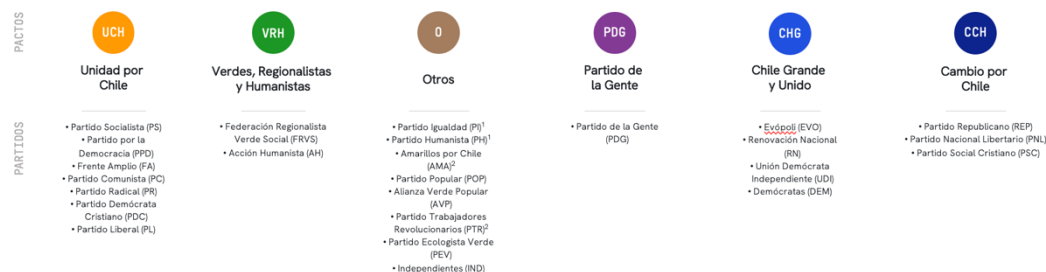 PACTOS
UCH
VRH
O
PDG
CHG
CCH
Unidad por
Chile
Verdes, Regionalistas
y Humanistas
Otros
Partido de
la Gente
Chile Grande
y Unido
Cambio por
Chile
PARTIDOS
• Partido Socialista (PS)
• Partido por la
Democracia (PPD)
• Frente Amplio (FA)
• Partido Comunista (PC)
• Partido Radical (PR)
• Partido Demócrata
Cristiano (PDC)
• Partido Liberal (PL)
• Federación Regionalista
Verde Social (FRVS)
• Acción Humanista (AH)
• Partido Igualdad (PI)¹
• Partido Humanista (PH)¹
• Amarillos por Chile
(AMA)²
• Partido Popular (POP)
• Alianza Verde Popular
(AVP)
• Partido Trabajadores
Revolucionarios (PTR)²
• Partido Ecologista Verde
(PEV)
• Independientes (IND)
• Partido de la Gente
(PDG)
• Evópoli (EVO)
• Renovación Nacional
(RN)
• Unión Demócrata
Independiente (UDI)
• Demócratas (DEM)
• Partido Republicano (REP)
• Partido Nacional Libertario (PNL)
• Partido Social Cristiano (PSC)